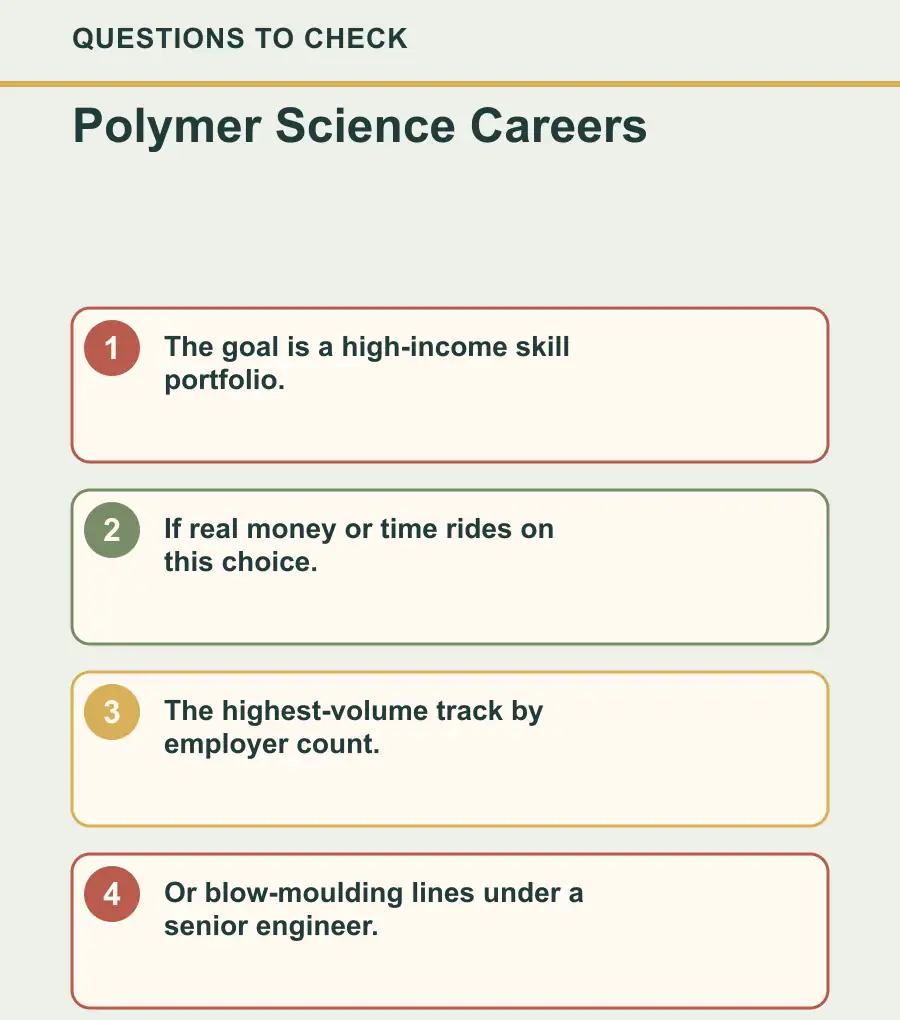 QUESTIONS TO CHECK
Polymer Science Careers
1
The goal is a high-income skill
portfolio.
2
If real money or time rides on
this choice.
3
The highest-volume track by
employer count.
4
Or blow-moulding lines under a
senior engineer.